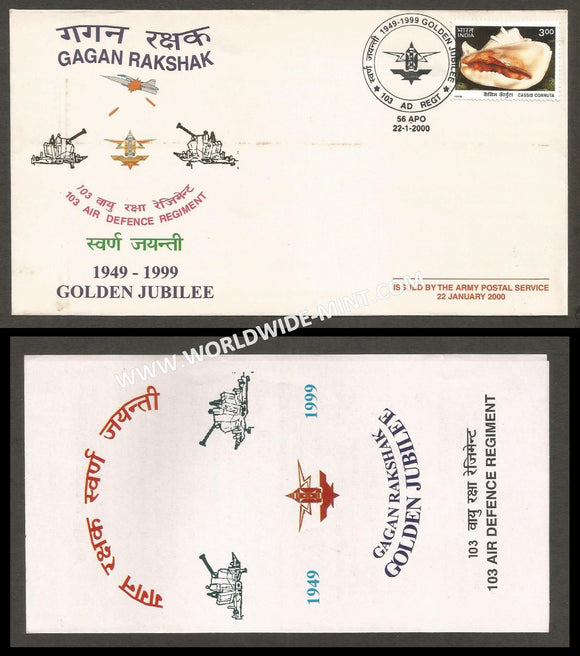 गगन रक्षक
GAGAN RAKSHAK
103 वायु रक्षा रेजिमेन्ट
103 AIR DEFENCE REGIMENT
स्वर्ण जयन्ती
1949 - 1999
GOLDEN JUBILEE
स्वर्ण जयन्ती 1949-1999 GOLDEN JUBILEE
103 AD REGT
56 APO
22-1-2000
भारत
INDIA
3.00
CASSIS CORNUTA
ISSUED BY THE ARMY POSTAL SERVICE
22 JANUARY 2000
www.WORLDWIDE-MINT.com
गगन रक्षक स्वर्ण जयन्ती
1949
1999
GAGAN RAKSHAK
GOLDEN JUBILEE
103 वायु रक्षा रेजिमेन्ट
103 AIR DEFENCE REGIMENT